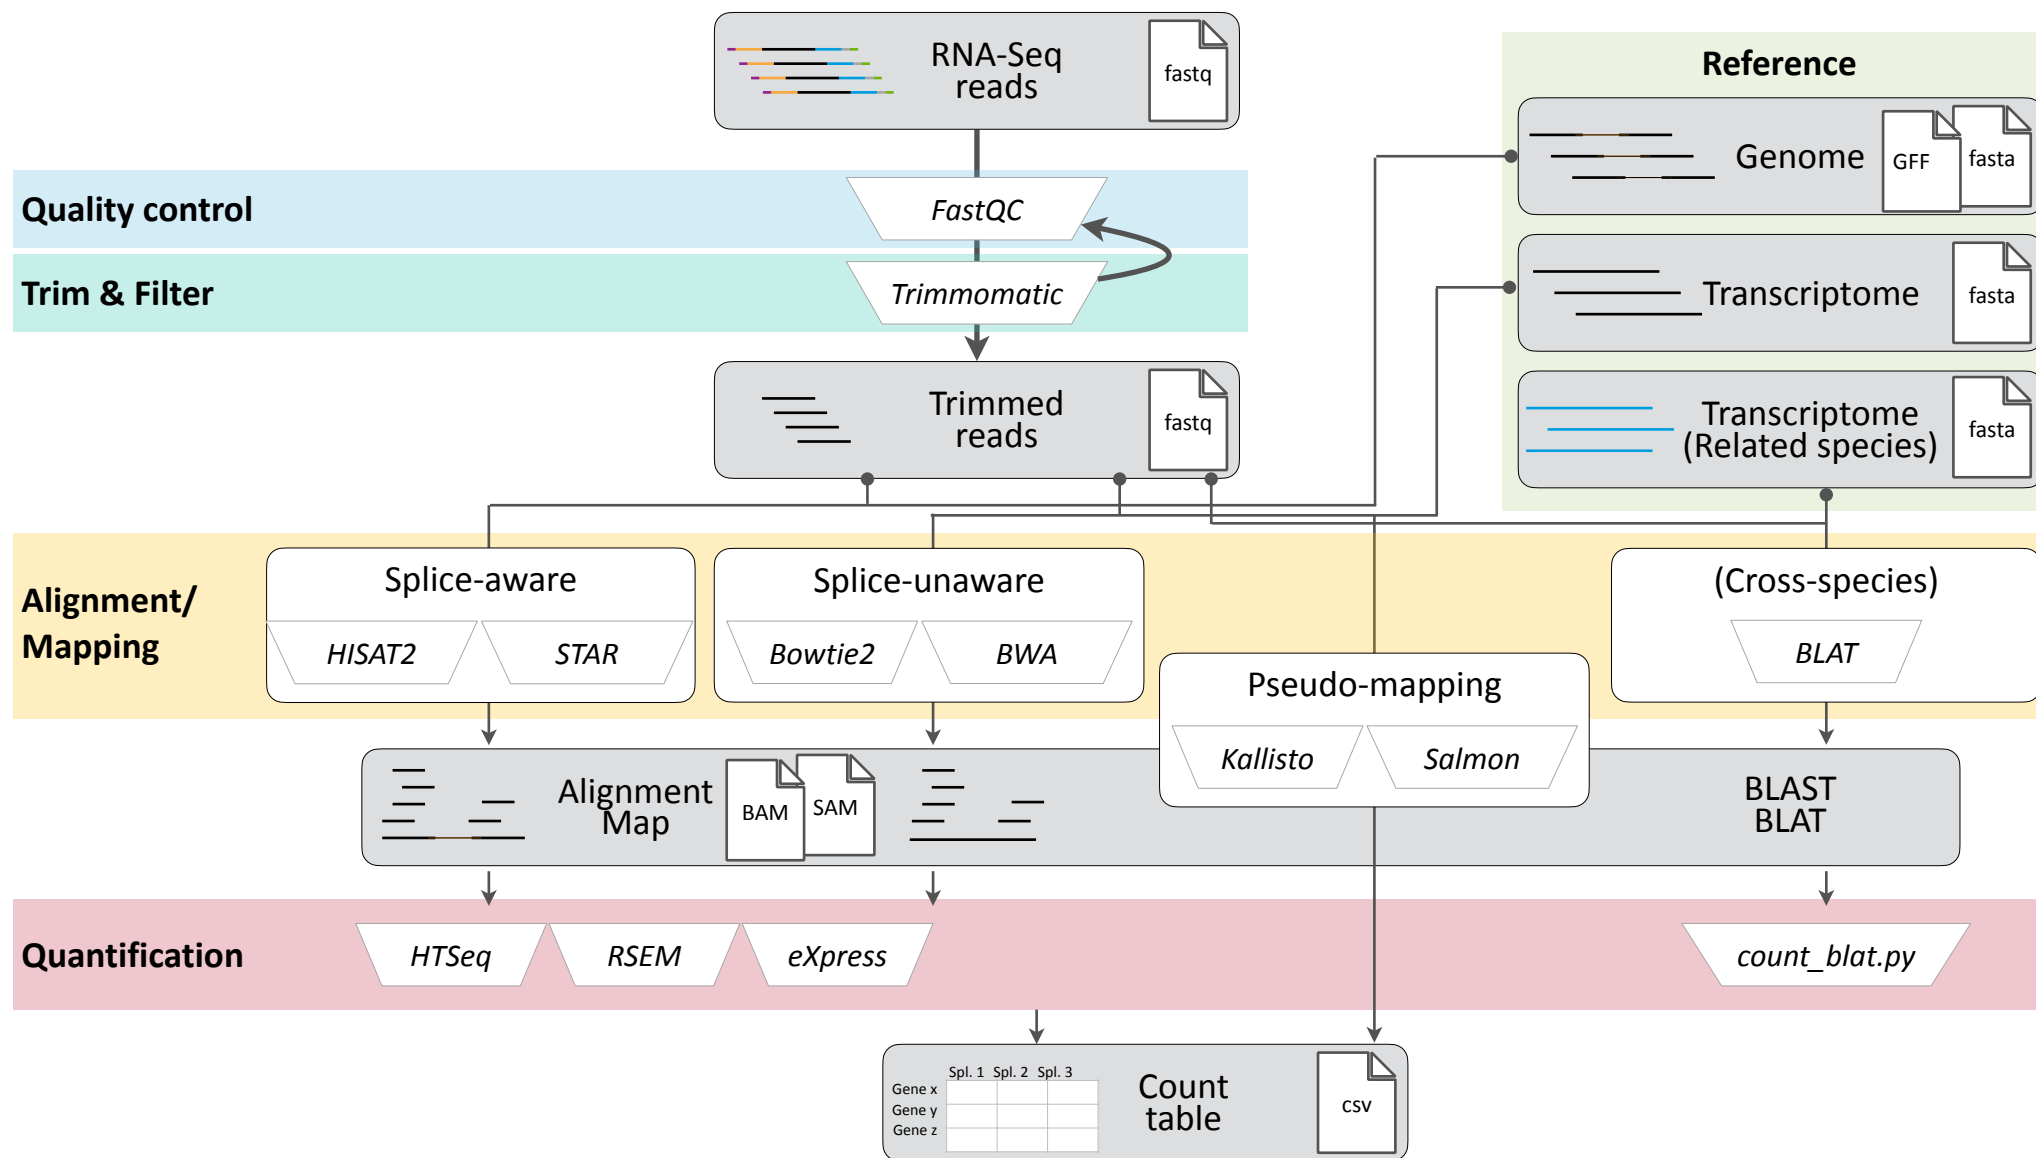 RNA-Seq
reads
fastq
Reference
Genome
GFF
fasta
Quality control
FastQC
Trim & Filter
Trimmomatic
Transcriptome
fasta
Trimmed
reads
fastq
Transcriptome
(Related species)
fasta
Alignment/
Mapping
Splice-aware
HISAT2
STAR
Splice-unaware
Bowtie2
BWA
Pseudo-mapping
Kallisto
Salmon
(Cross-species)
BLAT
Alignment
Map
BAM
SAM
BLAST
BLAT
Quantification
HTSeq
RSEM
eXpress
count_blat.py
Spl. 1 Spl. 2 Spl. 3
Gene x
Gene y
Gene z
Count
table
csv